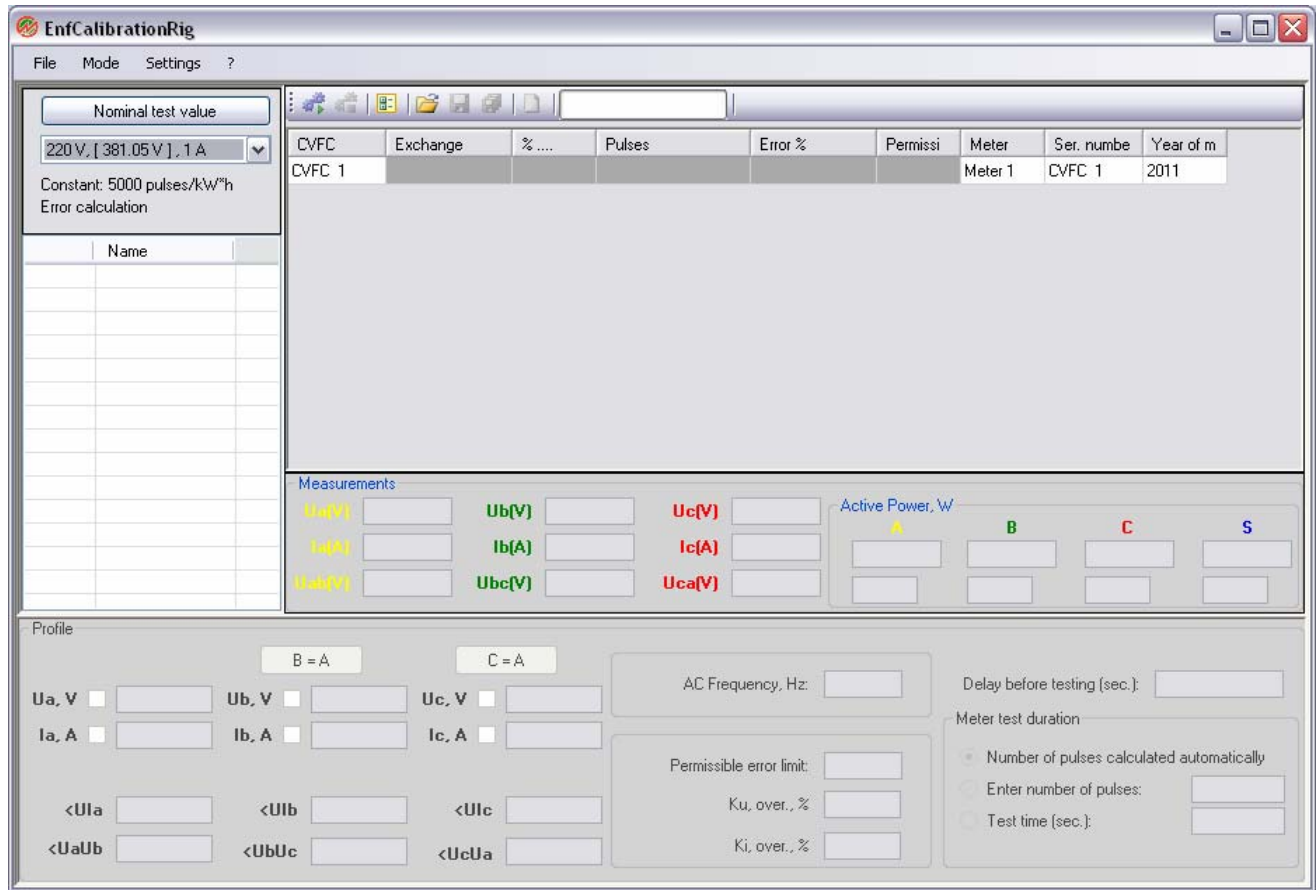 EnfCalibrationRig
File Mode Settings ?
Nominal test value
220 V, [ 381.05 V ] , 1 A
Constant: 5000 pulses/kW*h
Error calculation
Name
CVFC Exchange % .... Pulses Error % Permissi Meter Ser. numbe Year of m
CVFC 1 Meter 1 CVFC 1 2011
Measurements
Ua(V) Ub(V) Uc(V)
Ia(A) Ib(A) Ic(A)
Uab(V) Ubc(V) Uca(V)
Active Power, W
A B C S
Profile
B = A C = A
Ua, V Ub, V Uc, V
Ia, A Ib, A Ic, A
<UIa <UIb <UIc
<UaUb <UbUc <UcUa
AC Frequency, Hz:
Permissible error limit:
Ku, over., %
Ki, over., %
Delay before testing (sec.):
Meter test duration
Number of pulses calculated automatically
Enter number of pulses:
Test time (sec.):